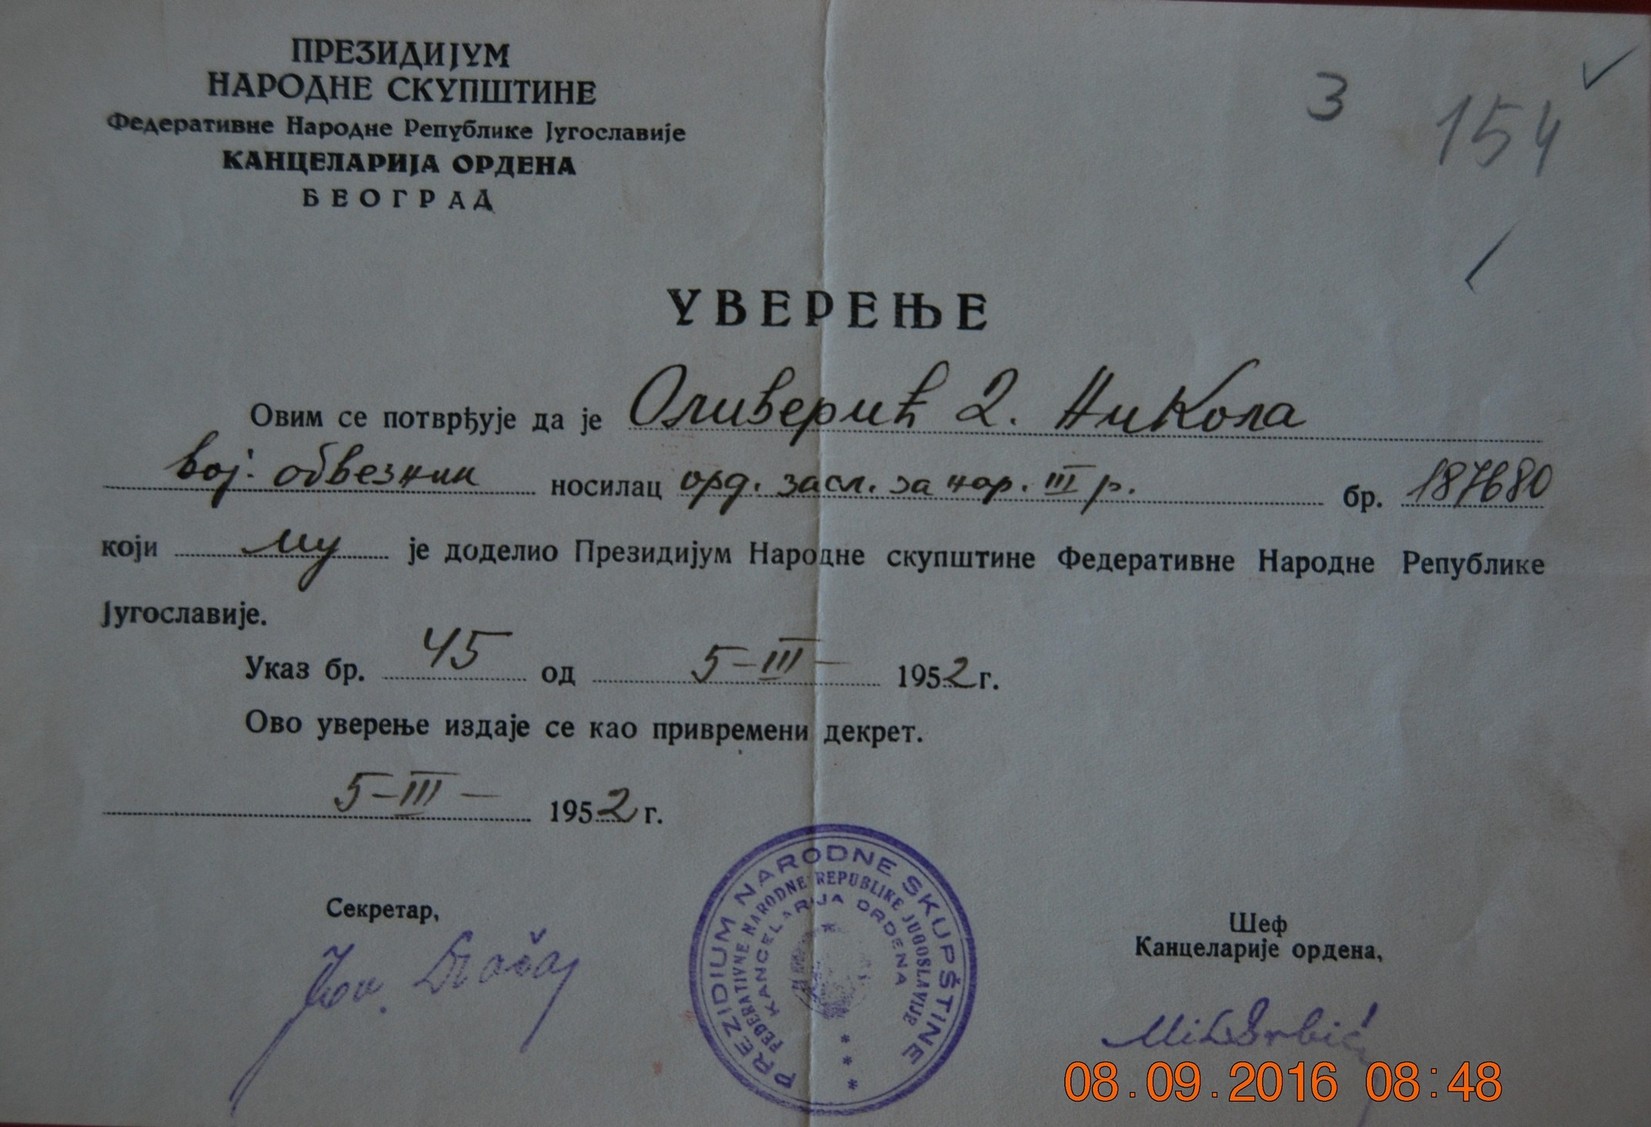 ПРЕЗИДИЈУМ
НАРОДНЕ СКУПШТИНЕ
Федеративне Народне Републике Југославије
КАНЦЕЛАРИЈА ОРДЕНА
БЕОГРАД
3 154
УВЕРЕЊЕ
Овим се потврђује да је Оливерић 2. Никола
вој. обвезник носилац орд. засл. за нар. III р. бр. 187680
који му је доделио Президијум Народне скупштине Федеративне Народне Републике
Југославије.
Указ бр. 45 од 5-III- 1952 г.
Ово уверење издаје се као привремени декрет.
5-III- 1952 г.
Секретар,
Шеф
Канцеларије ордена,
PREZIDIUM NARODNE SKUPŠTINE
FEDERATIVNE NARODNE REPUBLIKE JUGOSLAVIJE
KANCELARIJA ORDENA
08.09.2016 08:48